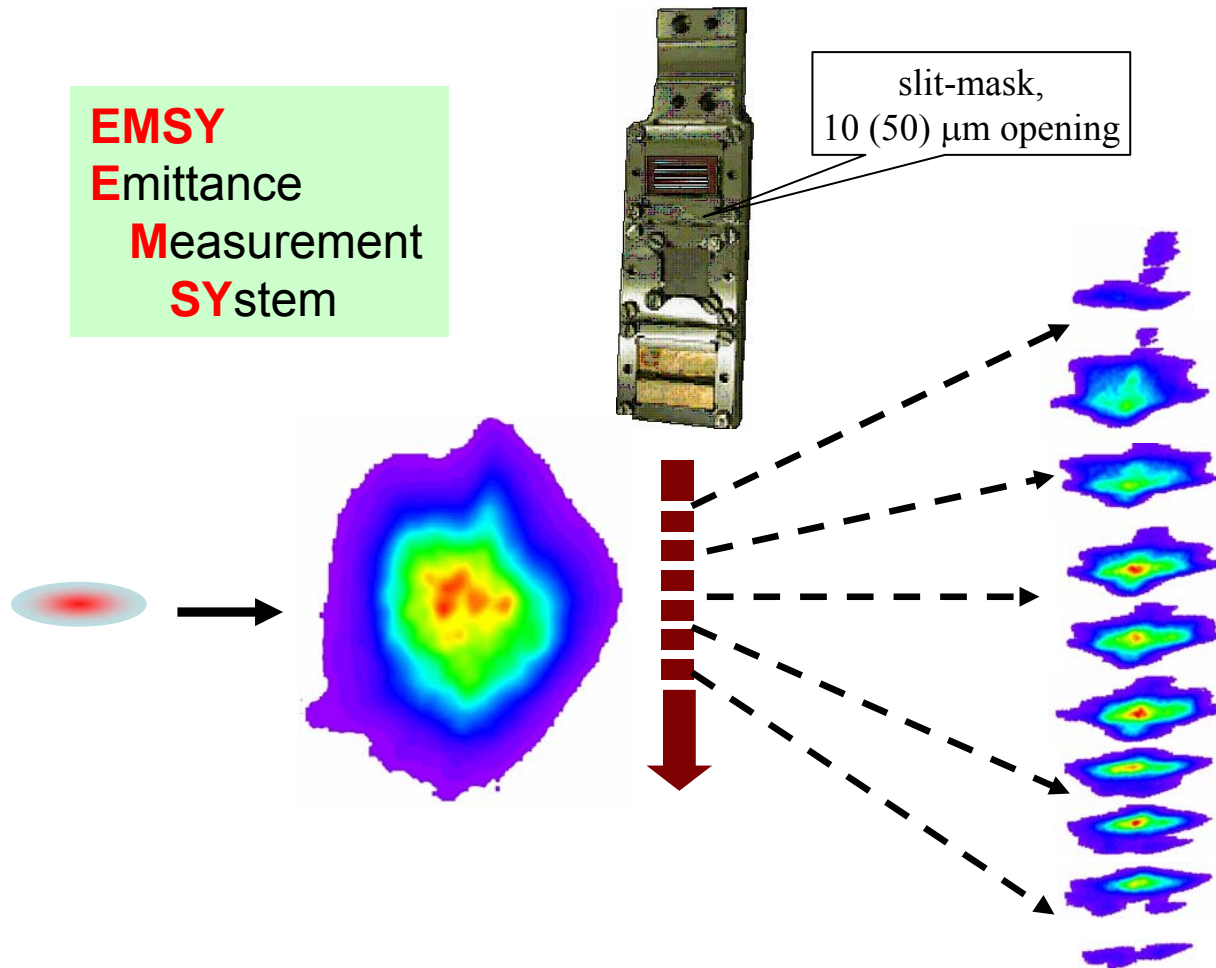 EMSY
Emittance
Measurement
SYstem
slit-mask,
10 (50) μm opening